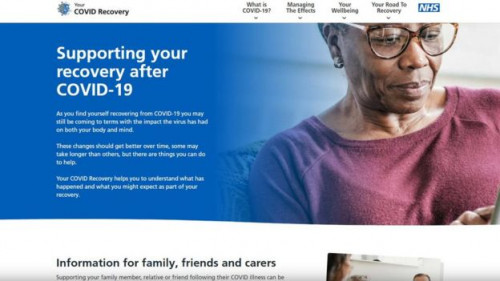 Your
COVID Recovery
What is
COVID-19?
Managing
The Effects
Your
Wellbeing
Your Road To
Recovery
NHS
Supporting your
recovery after
COVID-19
As you find yourself recovering from COVID-19 you may
still be coming to terms with the impact the virus has had
on both your body and mind.
These changes should get better over time, some may
take longer than others, but there are things you can do
to help.
Your COVID Recovery helps you to understand what has
happened and what you might expect as part of your
recovery.
Information for family, friends and carers
Supporting your family member, relative or friend following their COVID illness can be